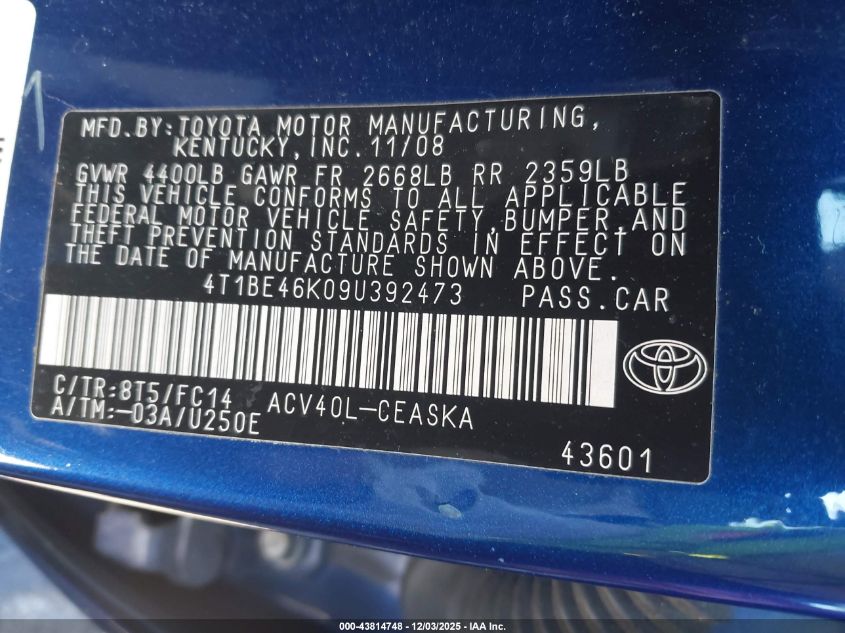 MFD.BY:TOYOTA MOTOR MANUFACTURING,
KENTUCKY,INC.11/08
GVWR 4400LB GAWR FR 2668LB RR 2359LB
THIS VEHICLE CONFORMS TO ALL APPLICABLE
FEDERAL MOTOR VEHICLE SAFETY,BUMPER,AND
THEFT PREVENTION STANDARDS IN EFFECT ON
THE DATE OF MANUFACTURE SHOWN ABOVE.
4T1BE46K09U392473 PASS.CAR
C/TR:8T5/FC14 ACV40L-CEASKA
A/TM:-03A/U250E
43601
000-43814748 - 12/03/2025 - IAA Inc.